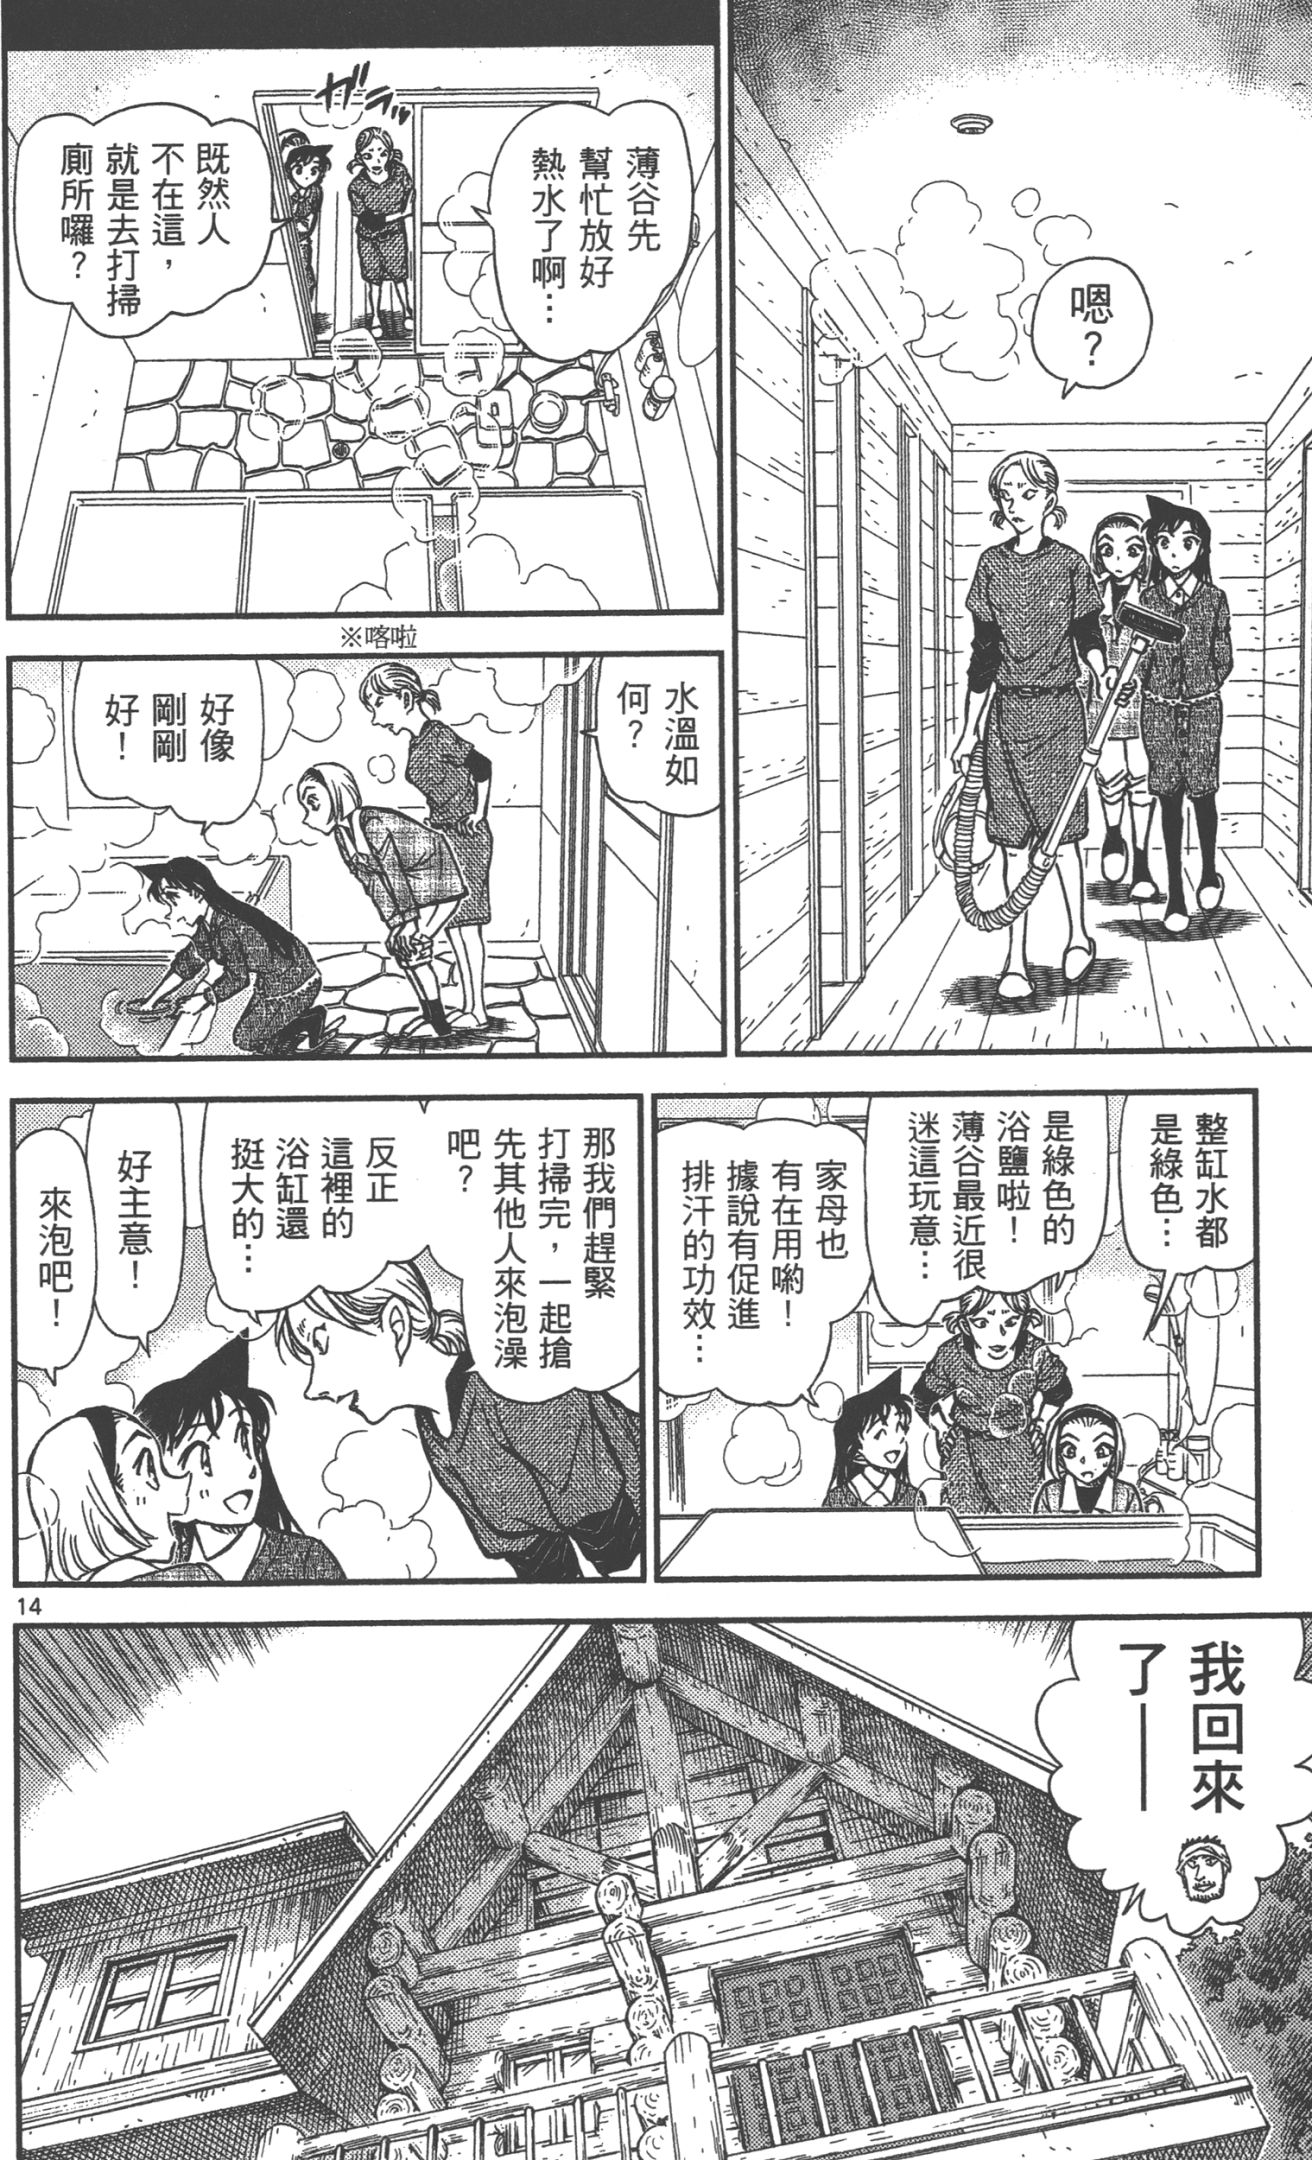 嗯？
薄谷先
幫忙放好
熱水了啊…
ガラッ
既然人
不在這，
就是去打掃
廁所囉？
※喀啦
水溫如
何？
好像
剛剛
好！
整缸水都
是綠色…
是綠色的
浴鹽啦！
薄谷最近很
迷這玩意…
家母也
有在用喲！
據說有促進
排汗的功效…
那我們趕緊
打掃完，一起搶
先其他人來泡澡
吧？
反正
這裡的
浴缸還
挺大的…
好主意！
來泡吧！
14
我回來
了——